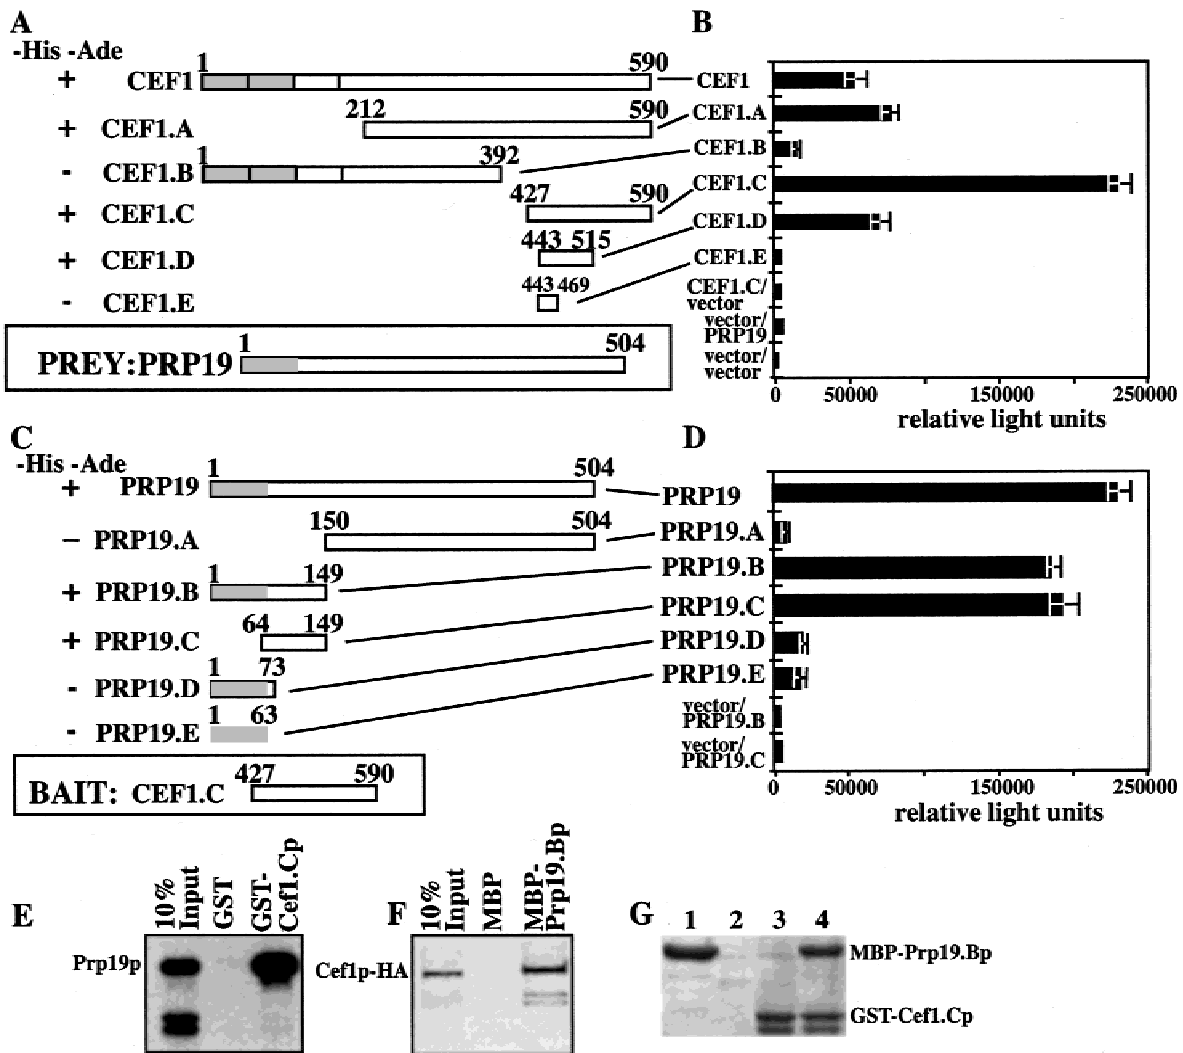 A
-His -Ade
+ CEF1 1 590
+ CEF1.A 212 590
- CEF1.B 1 392
+ CEF1.C 427 590
+ CEF1.D 443 515
- CEF1.E 443 469
PREY:PRP19 1 504
B
CEF1
CEF1.A
CEF1.B
CEF1.C
CEF1.D
CEF1.E
CEF1.C/
vector
vector/
PRP19
vector/
vector
0 50000 150000 250000
relative light units
C
-His -Ade
+ PRP19 1 504
– PRP19.A 150 504
+ PRP19.B 1 149
+ PRP19.C 64 149
- PRP19.D 1 73
- PRP19.E 1 63
BAIT: CEF1.C 427 590
D
PRP19
PRP19.A
PRP19.B
PRP19.C
PRP19.D
PRP19.E
vector/
PRP19.B
vector/
PRP19.C
0 50000 150000 250000
relative light units
E
10%
Input
GST
GST-
Cef1.Cp
Prp19p
F
10%
Input
MBP
MBP-
Prp19.Bp
Cef1p-HA
G
1 2 3 4
MBP-Prp19.Bp
GST-Cef1.Cp